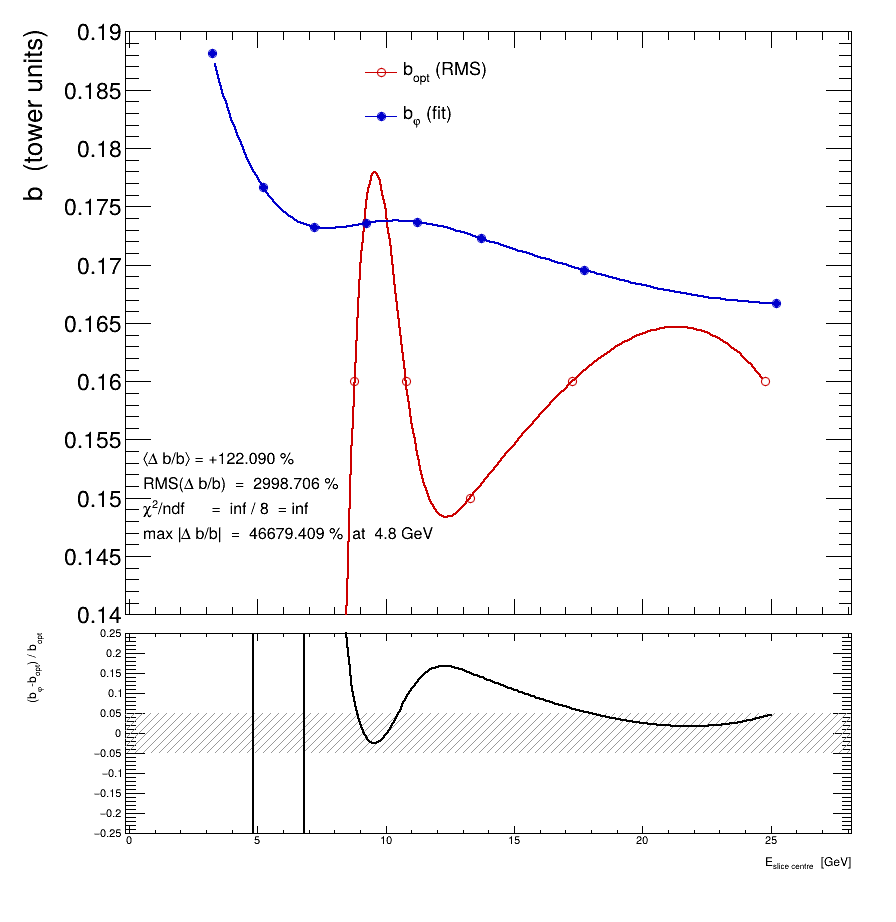 b (tower units)
0.19
0.185
0.18
0.175
0.17
0.165
0.16
0.155
0.15
0.145
0.14
b_opt (RMS)
b_φ (fit)
⟨Δ b/b⟩ = +122.090 %
RMS(Δ b/b) = 2998.706 %
χ²/ndf = inf / 8 = inf
max |Δ b/b| = 46679.409 % at 4.8 GeV
(b_φ-b_opt) / b_opt
0.25
0.2
0.15
0.1
0.05
0
−0.05
−0.1
−0.15
−0.2
−0.25
0 5 10 15 20 25
E_slice centre [GeV]